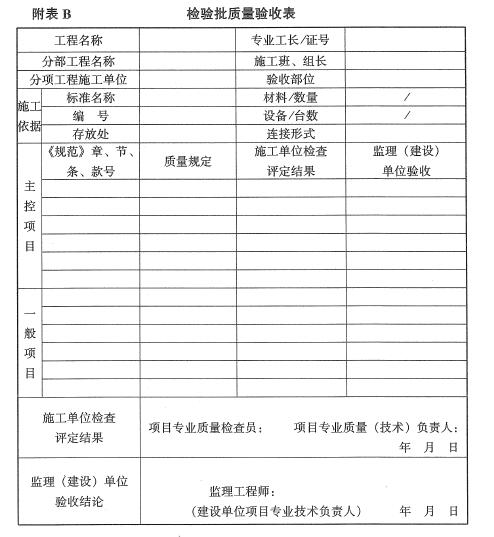 附表 B 检验批质量验收表
工程名称 专业工长/证号
分部工程名称 施工班、组长
分项工程施工单位 验收部位
施工依据 标准名称 材料/数量 /
编 号 设备/台数 /
存放处 连接形式
《规范》章、节、条、款号 质量规定 施工单位检查评定结果 监理（建设）单位验收
主控项目
一般项目
施工单位检查评定结果
项目专业质量检查员： 项目专业质量（技术）负责人：
年 月 日
监理（建设）单位验收结论
监理工程师：
（建设单位项目专业技术负责人） 年 月 日